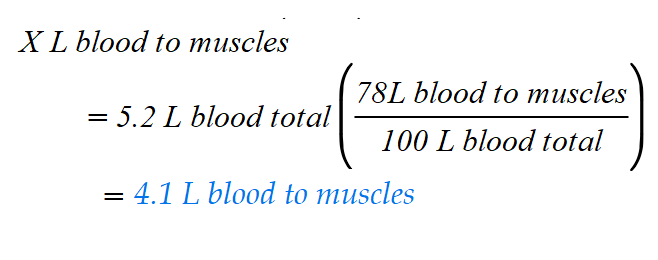 X L blood to muscles
= 5.2 L blood total (78L blood to muscles / 100 L blood total)
= 4.1 L blood to muscles